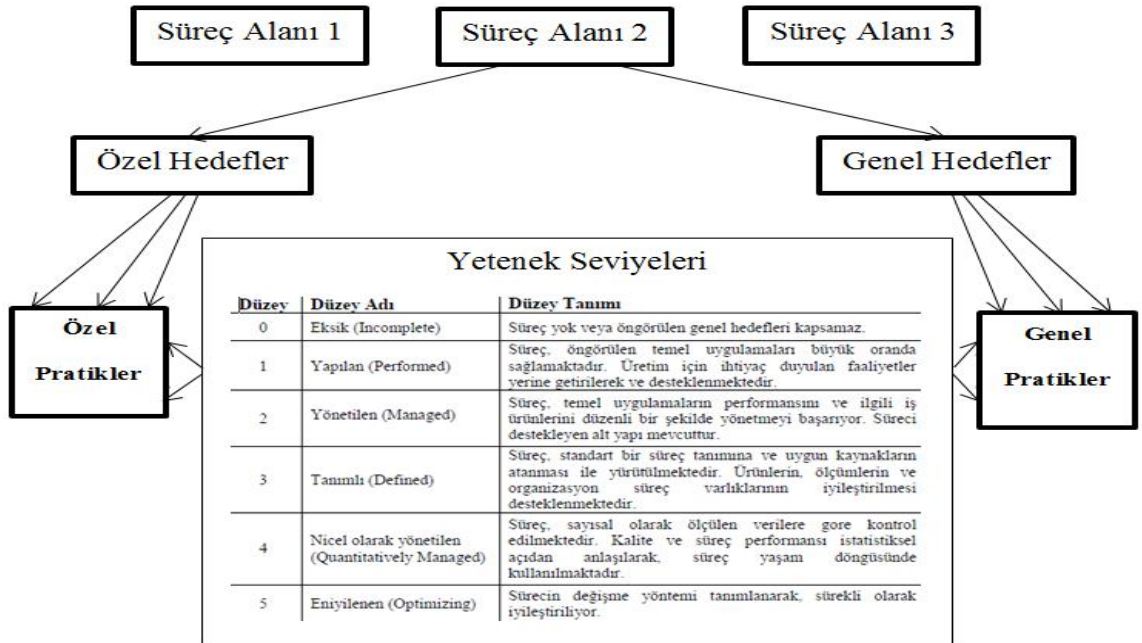 Süreç Alanı 1
Süreç Alanı 2
Süreç Alanı 3
Özel Hedefler
Genel Hedefler
Yetenek Seviyeleri
Düzey Düzey Adı Düzey Tanımı
0 Eksik (Incomplete) Süreç yok veya öngörülen genel hedefleri kapsamaz.
1 Yapılan (Performed) Süreç, öngörülen temel uygulamaları büyük oranda
sağlamaktadır. Üretim için ihtiyaç duyulan faaliyetler
yerine getirilerek ve desteklenmektedir.
2 Yönetilen (Managed) Süreç, temel uygulamaların performansını ve ilgili iş
ürünlerini düzenli bir şekilde yönetmeyi başarıyor. Süreci
destekleyen alt yapı mevcuttur.
3 Tanımlı (Defined) Süreç, standart bir süreç tanımına ve uygun kaynakların
atanması ile yürütülmektedir. Ürünlerin, ölçümlerin ve
organizasyon süreç varlıklarının iyileştirilmesi
desteklenmektedir.
4 Nicel olarak yönetilen
(Quantitatively Managed)
Süreç, sayısal olarak ölçülen verilere gore kontrol
edilmektedir. Kalite ve süreç performansı istatistiksel
açıdan anlaşılarak, süreç yaşam döngüsünde
kullanılmaktadır.
5 Eniyilenen (Optimizing) Sürecin değişme yöntemi tanımlanarak, sürekli olarak
iyileştiriliyor.
Özel
Pratikler
Genel
Pratikler